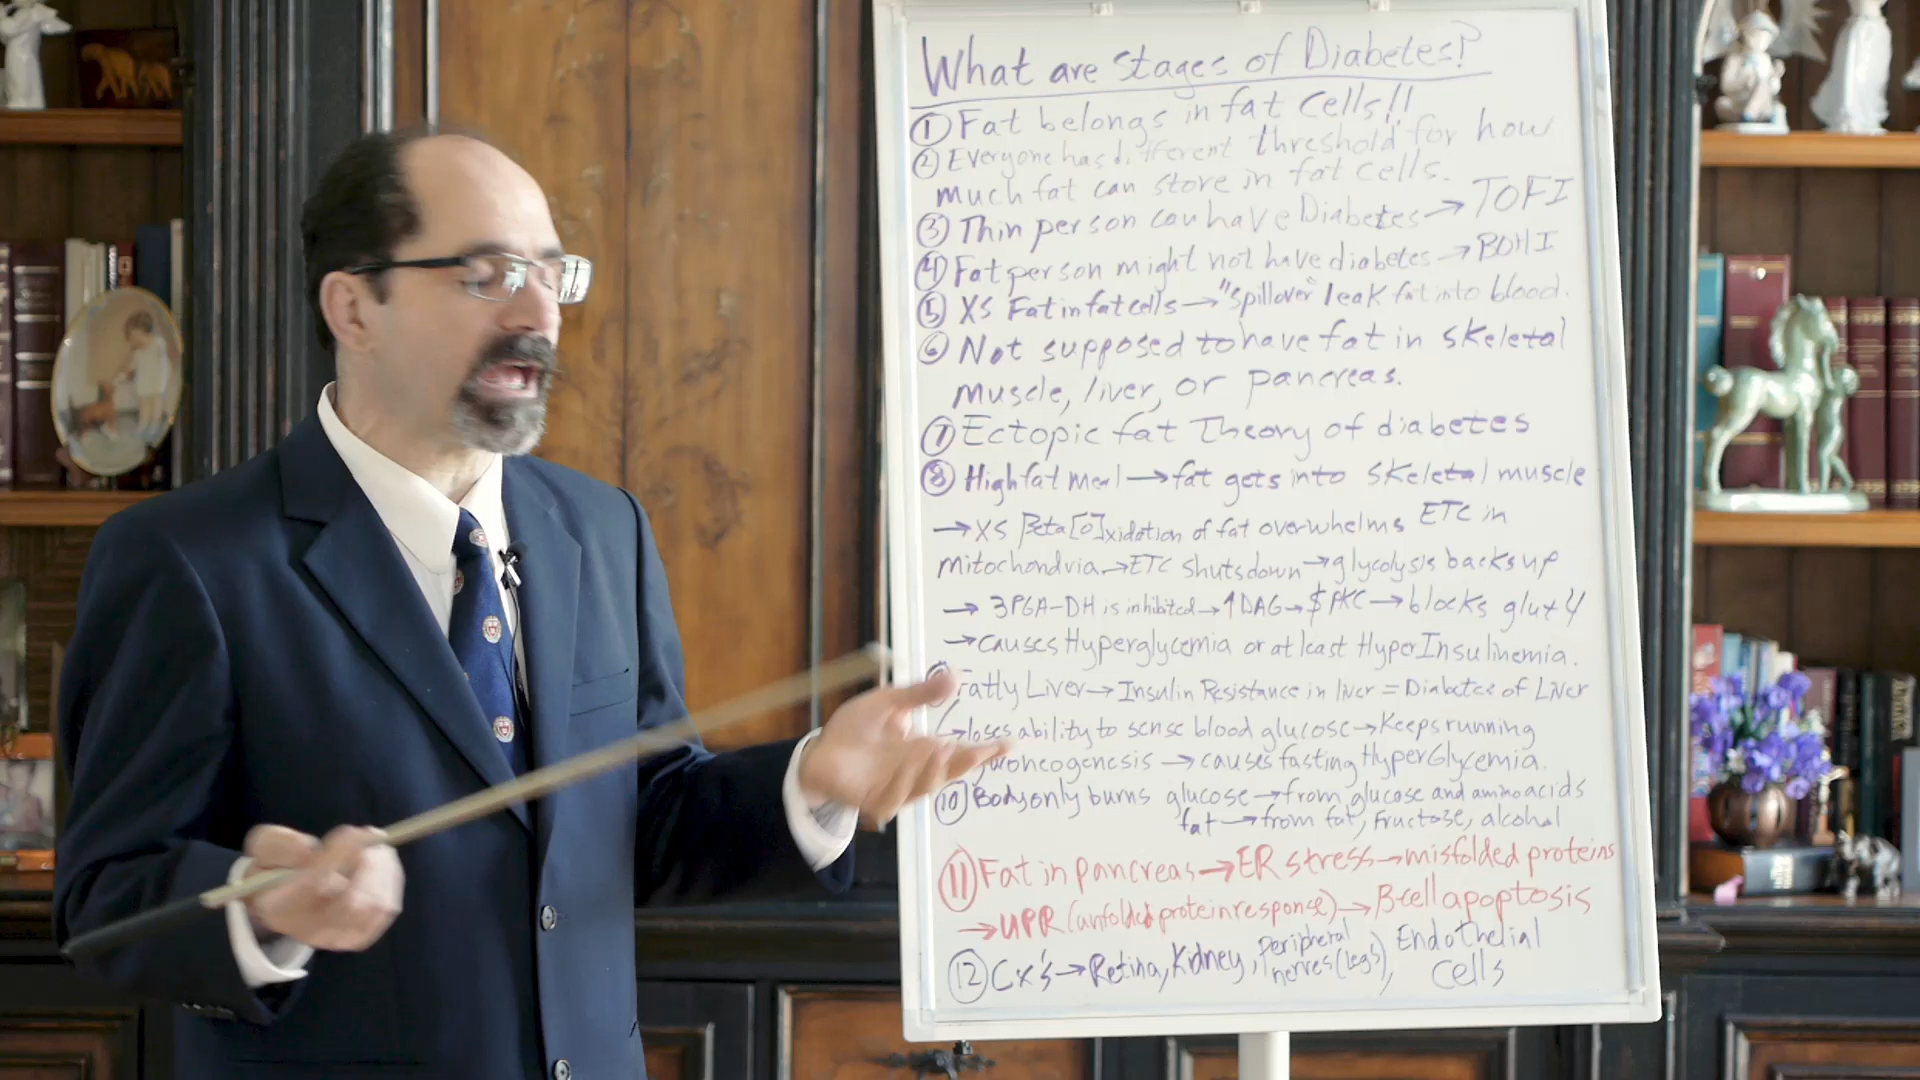 What are Stages of Diabetes?
① Fat belongs in fat cells!!
② Everyone has different threshold for how
much fat can store in fat cells.
③ Thin person can have Diabetes → TOFI
④ Fat person might not have diabetes → BOHI
⑤ XS Fat in fat cells → "spillover" leak fat into blood.
⑥ Not supposed to have fat in skeletal
muscle, liver, or pancreas.
⑦ Ectopic fat Theory of diabetes
⑧ High fat meal → fat gets into skeletal muscle
→ XS Beta[O]xidation of fat overwhelms ETC in
mitochondria → ETC shuts down → glycolysis backs up
→ 3PGA-DH is inhibited → ↑DAG → PKC → blocks glut4
→ causes Hyperglycemia or at least HyperInsulinemia.
Fatty Liver → Insulin Resistance in liver = Diabetes of Liver
→ loses ability to sense blood glucose → Keeps running
→ causes fasting HyperGlycemia.
⑩ Body only burns glucose → from glucose and amino acids
fat → from fat, fructose, alcohol
⑪ Fat in pancreas → ER stress → misfolded proteins
→ UPR (unfolded protein response) → B-cell apoptosis
⑫ Cx's → Retina, Kidney, peripheral nerves (legs), Endothelial
cells